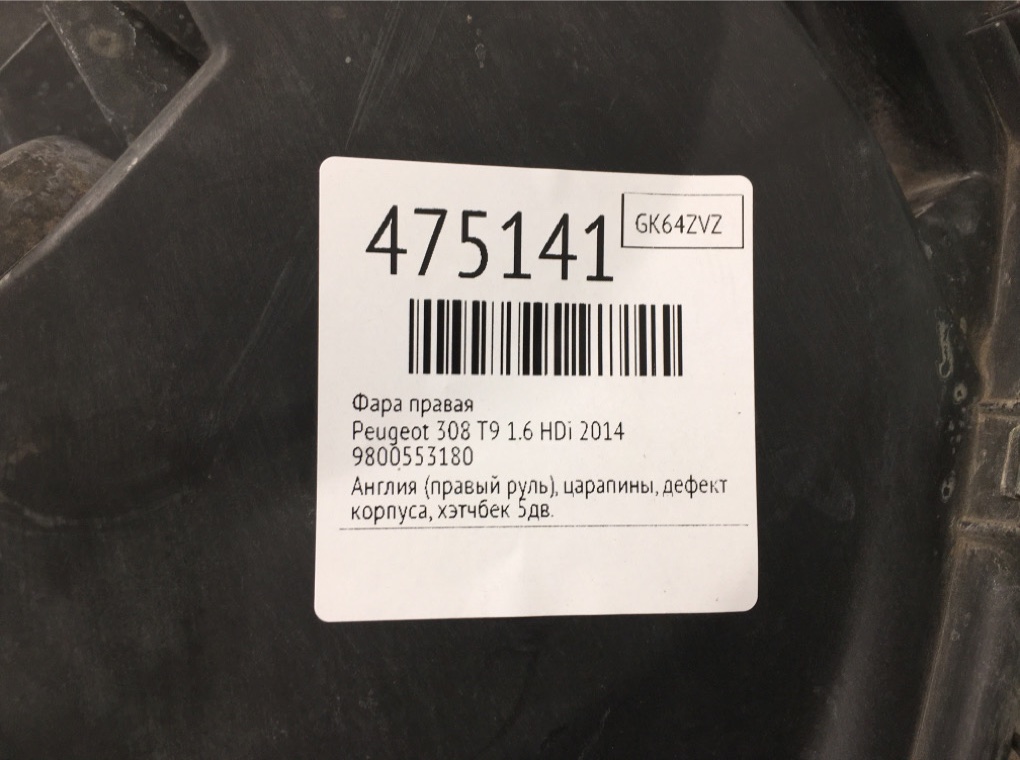 475141
GK64ZVZ
Фара правая
Peugeot 308 T9 1.6 HDi 2014
9800553180
Англия (правый руль), царапины, дефект
корпуса, хэтчбек 5дв.